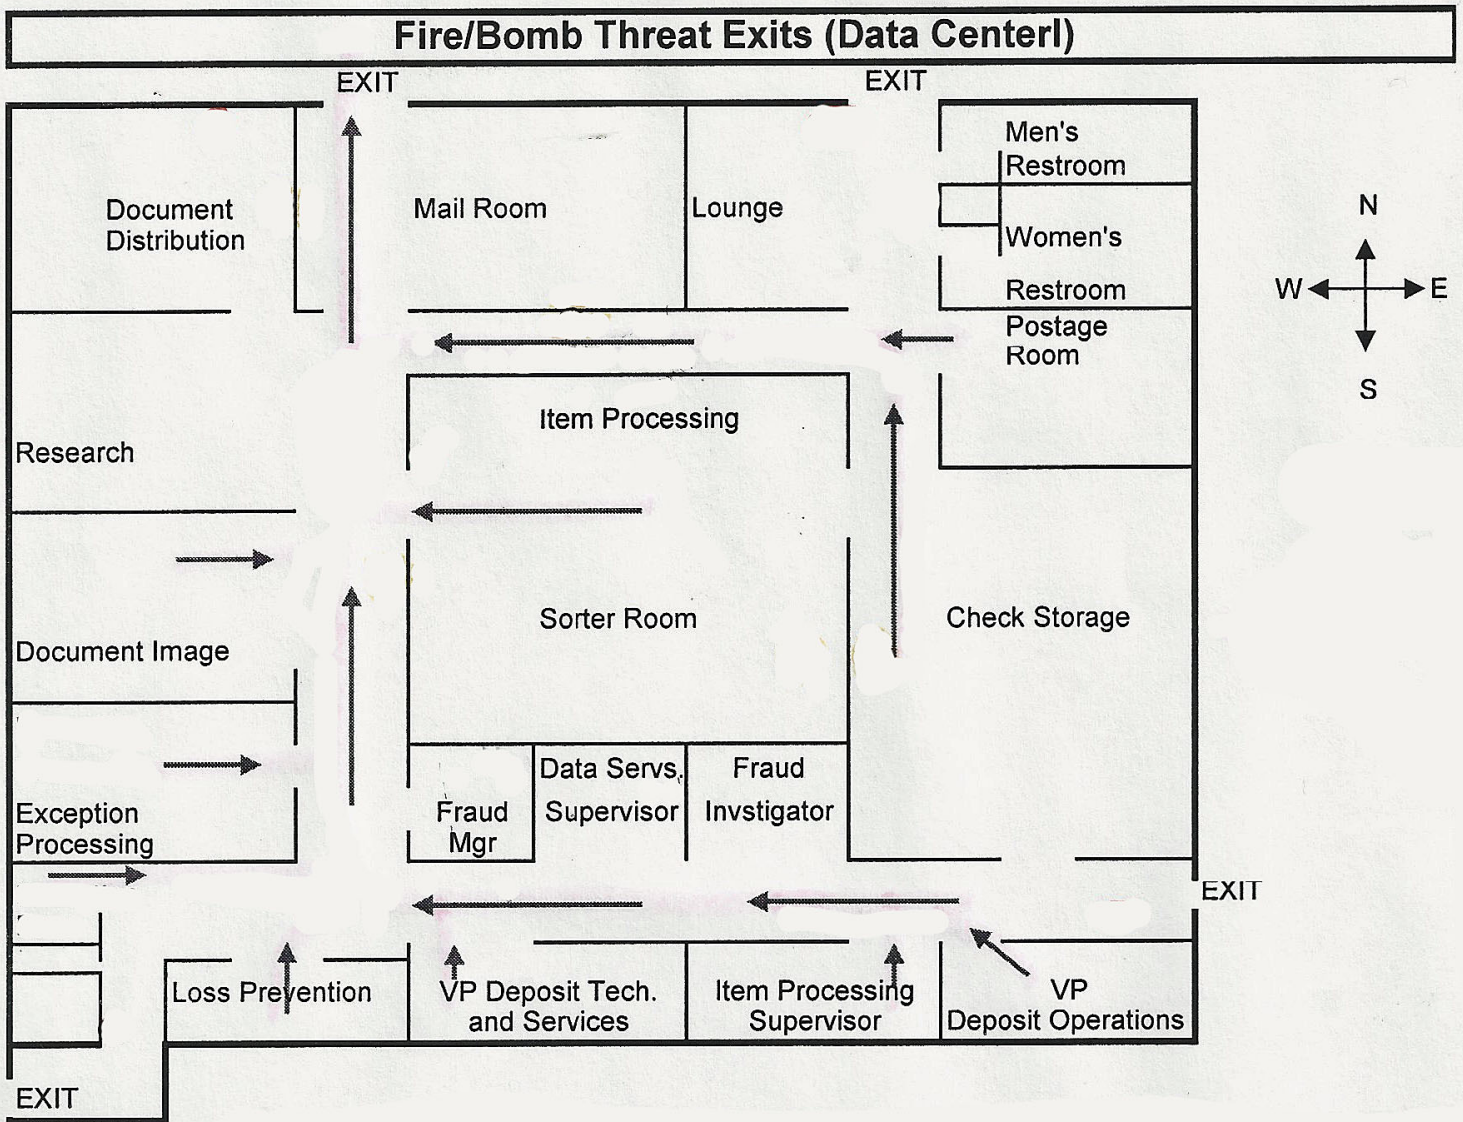 Fire/Bomb Threat Exits (Data Centerl)
EXIT
EXIT
Men's
Restroom
Document
Distribution
Mail Room
Lounge
Women's
Restroom
N
W
E
S
Postage
Room
Item Processing
Research
Sorter Room
Check Storage
Document Image
Data Servs.
Supervisor
Fraud
Invstigator
Fraud
Mgr
Exception
Processing
EXIT
Loss Prevention
VP Deposit Tech.
and Services
Item Processing
Supervisor
VP
Deposit Operations
EXIT